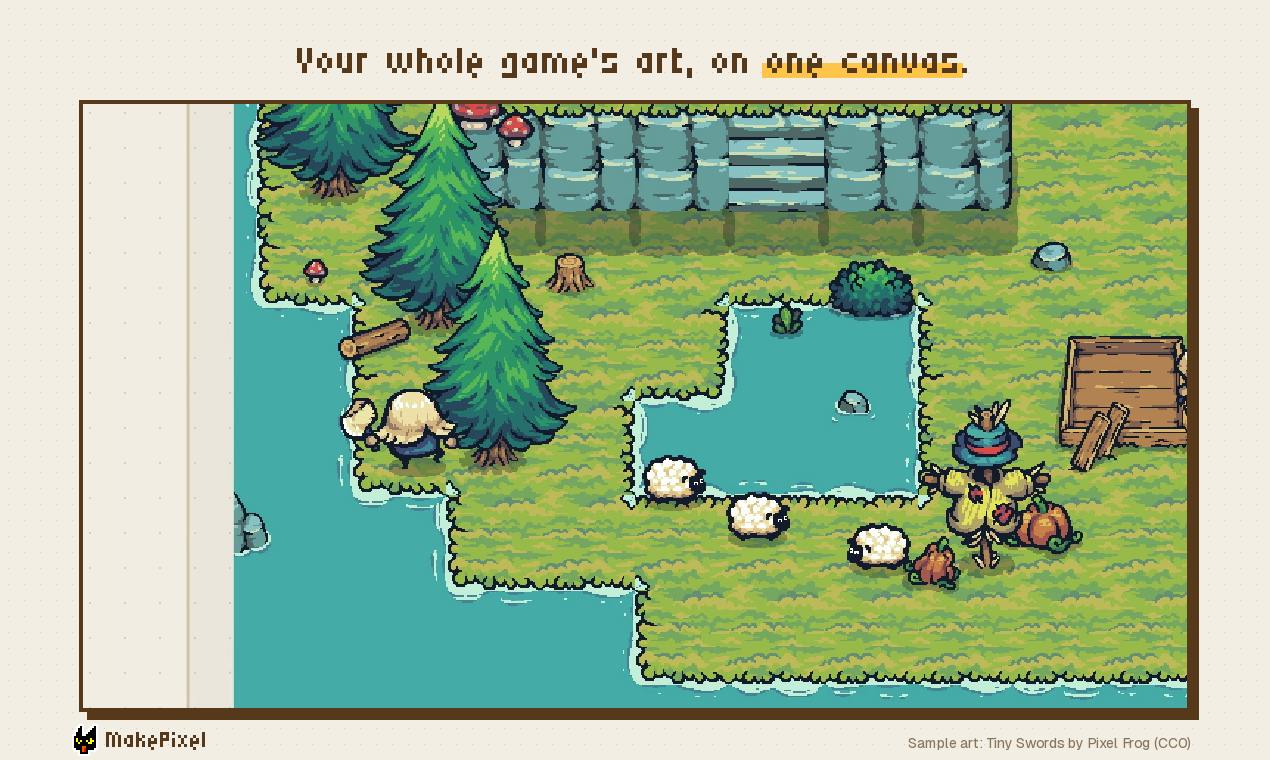 Your whole game's art, on one canvas.
MakePixel
Sample art: Tiny Swords by Pixel Frog (CC0)